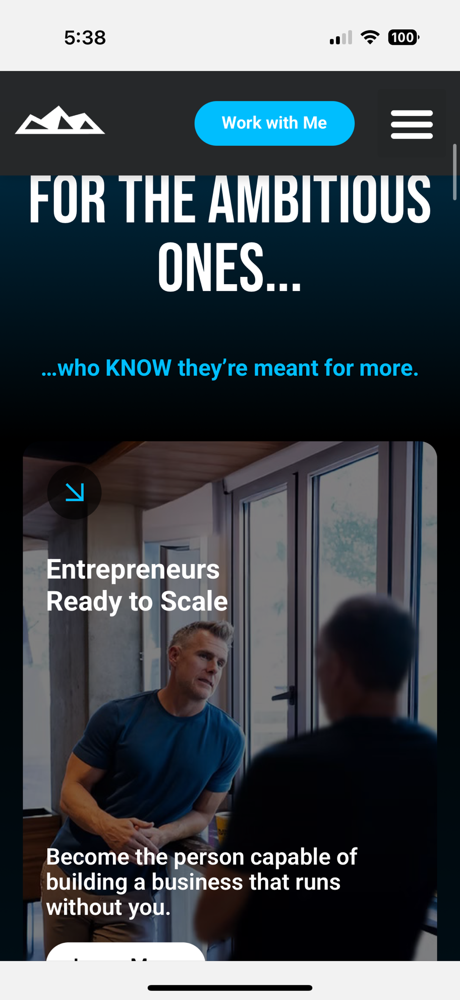 5:38
100
Work with Me
FOR THE AMBITIOUS
ONES...
...who KNOW they’re meant for more.
Entrepreneurs
Ready to Scale
Become the person capable of
building a business that runs
without you.